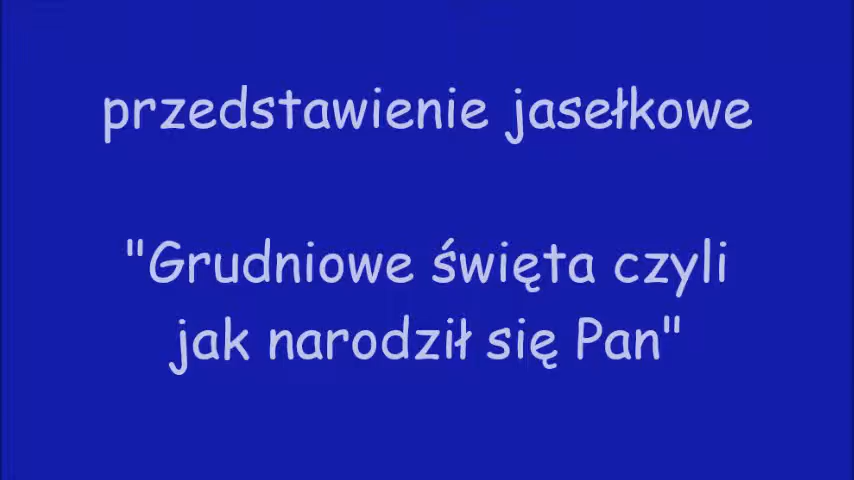 przedstawienie jasełkowe
"Grudniowe święta czyli
jak narodził się Pan"